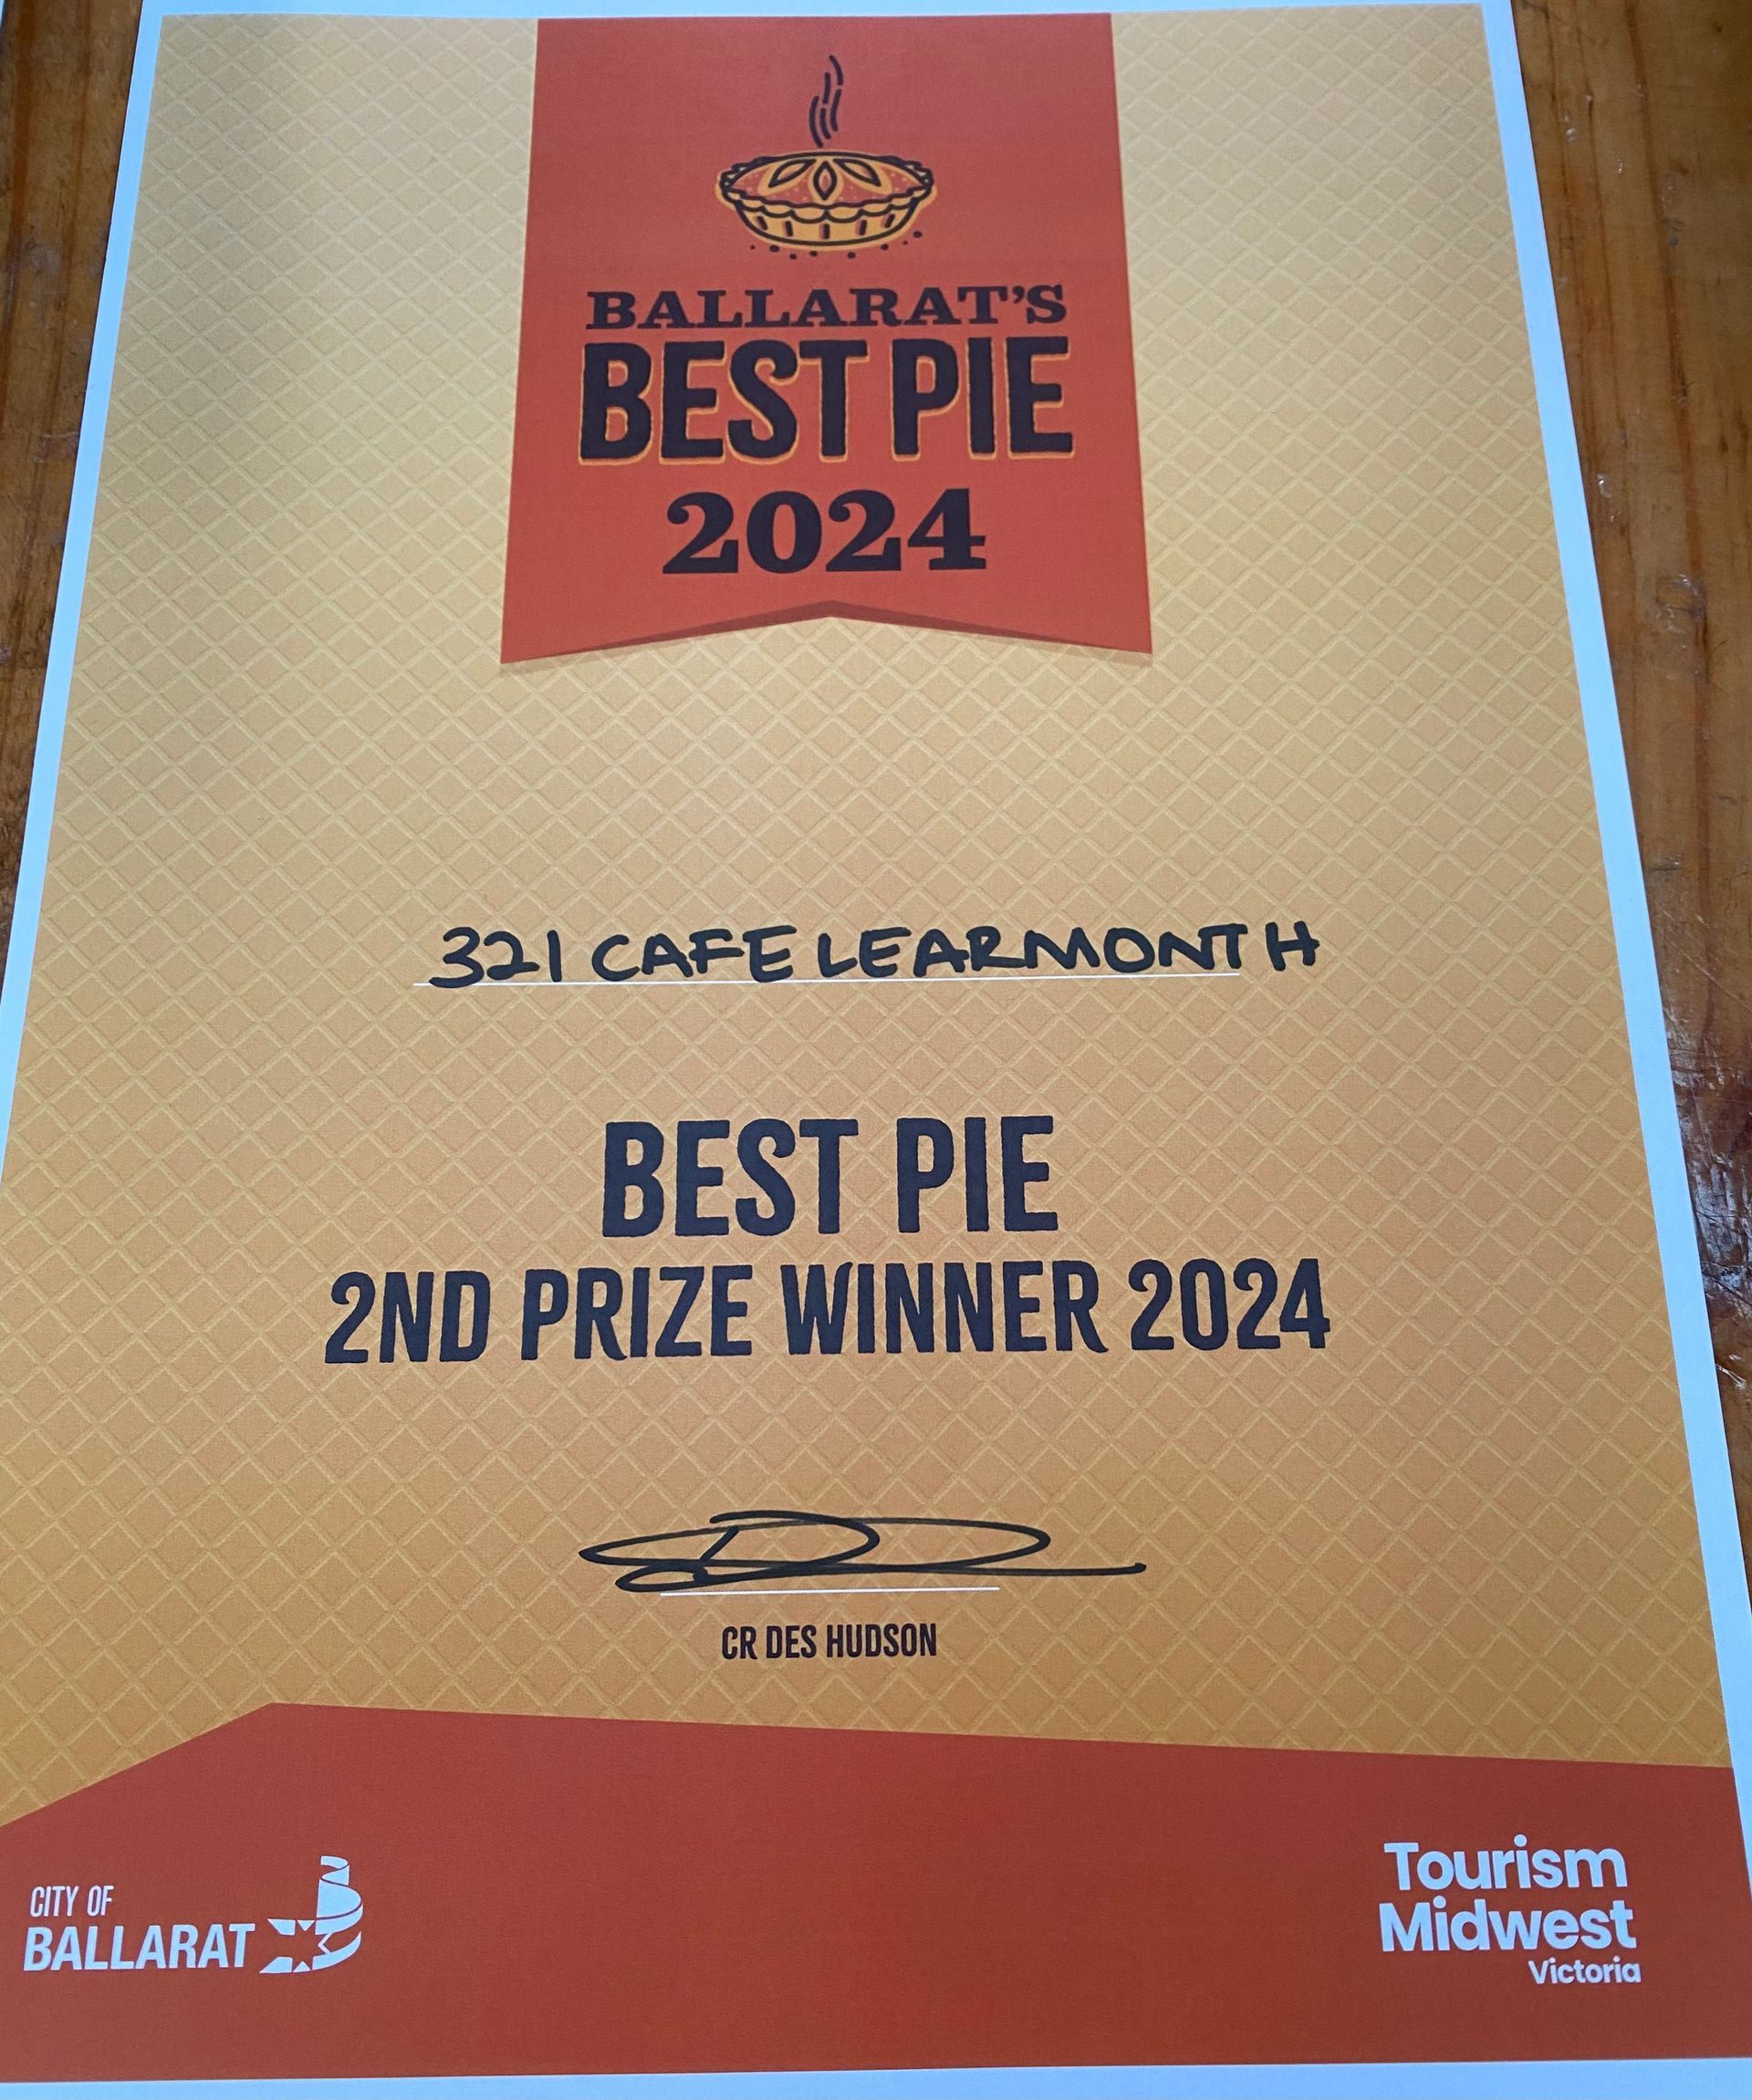 BALLARAT'S
BEST PIE
2024
321 CAFE LEARMONTH
BEST PIE
2ND PRIZE WINNER 2024
CR DES HUDSON
CITY OF
BALLARAT
Tourism
Midwest
Victoria